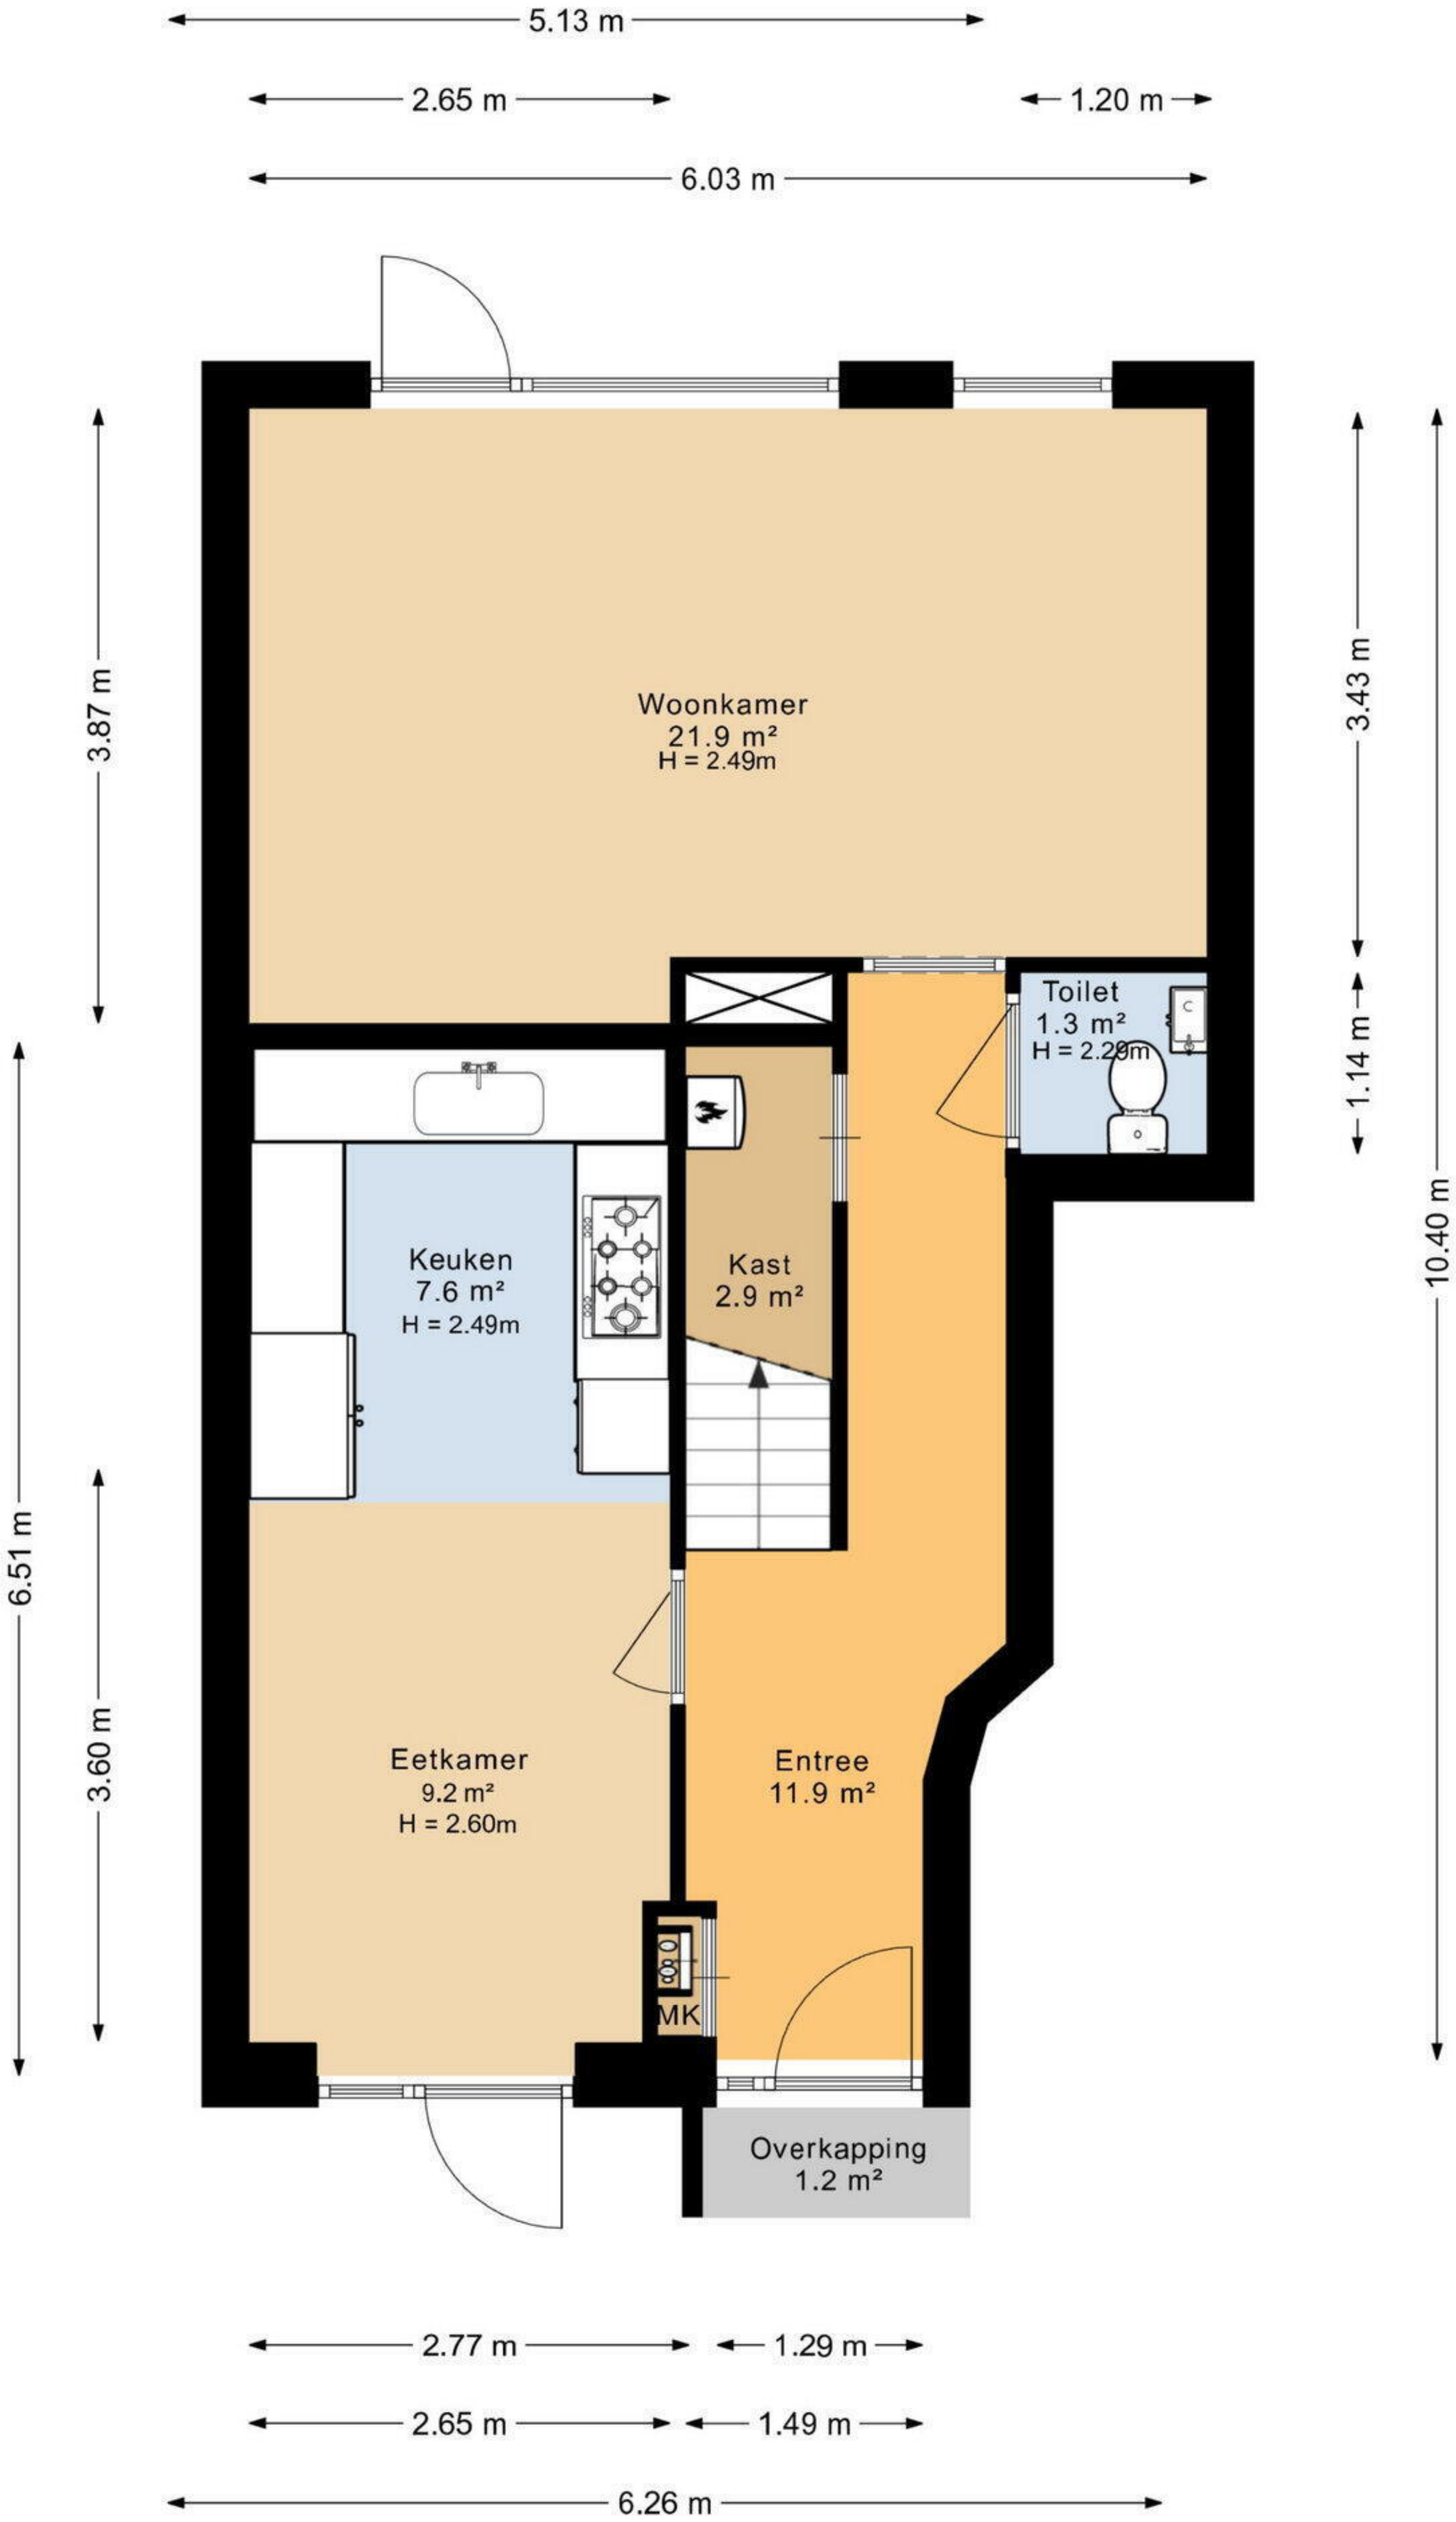 5.13 m
2.65 m
1.20 m
6.03 m
3.87 m
3.43 m
Woonkamer
21.9 m²
H = 2.49m
Toilet
1.3 m²
H = 2.29m
1.14 m
C
10.40 m
Keuken
7.6 m²
H = 2.49m
Kast
2.9 m²
6.51 m
3.60 m
Eetkamer
9.2 m²
H = 2.60m
Entree
11.9 m²
MK
Overkapping
1.2 m²
2.77 m
1.29 m
2.65 m
1.49 m
6.26 m